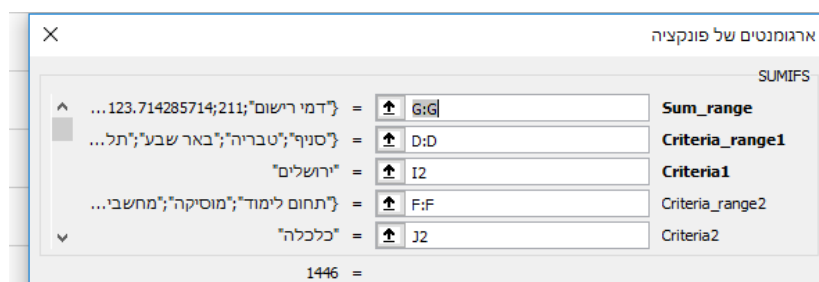 ארגומנטים של פונקציה
SUMIFS
Sum_range G:G = {"דמי רישום";211;123.714285714...
Criteria_range1 D:D = {"סניף";"טבריה";"באר שבע";"תל...
Criteria1 I2 = "ירושלים"
Criteria_range2 F:F = {"תחום לימוד";"מוסיקה";"מחשבי...
Criteria2 J2 = "כלכלה"
= 1446